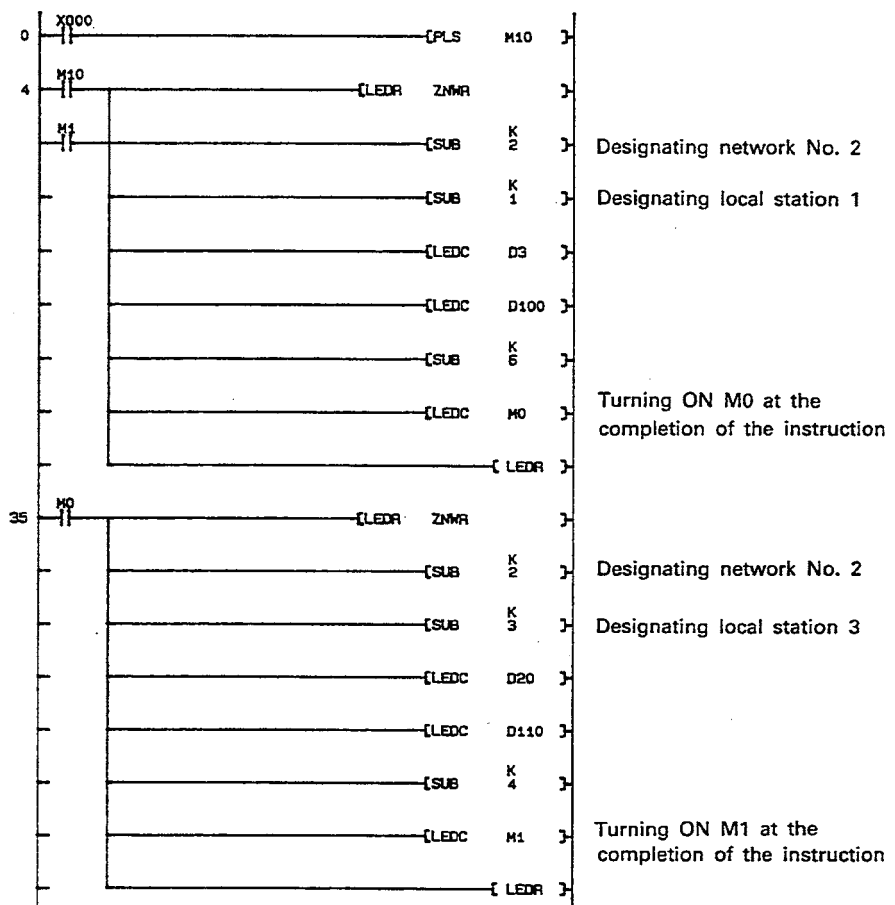 X000
0 [PLS M10 ]
M10
4 [LEDR ZNWR ]
M1 K
[SUB 2 ] Designating network No. 2
K
[SUB 1 ] Designating local station 1
[LEDC D3 ]
[LEDC D100 ]
K
[SUB 6 ]
[LEDC M0 ] Turning ON M0 at the
completion of the instruction
[ LEDR ]
M0
35 [LEDR ZNWR ]
K
[SUB 2 ] Designating network No. 2
K
[SUB 3 ] Designating local station 3
[LEDC D20 ]
[LEDC D110 ]
K
[SUB 4 ]
[LEDC M1 ] Turning ON M1 at the
completion of the instruction
[ LEDR ]